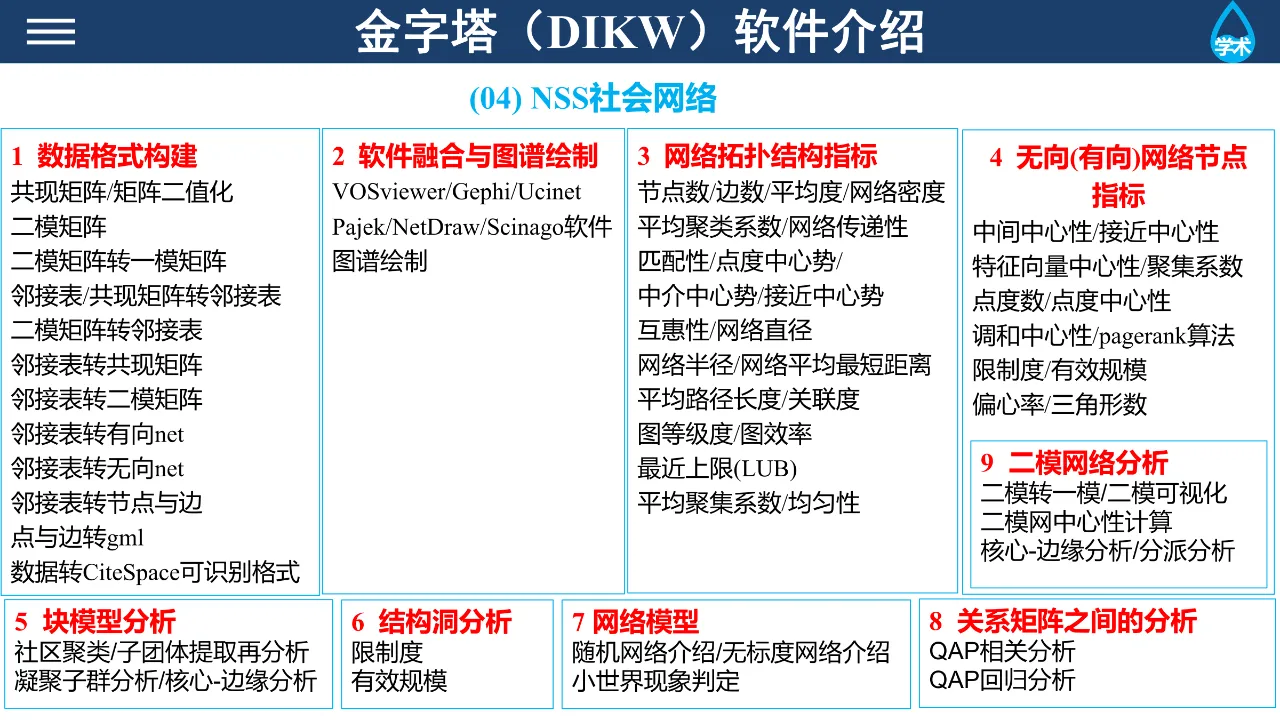 金字塔（DIKW）软件介绍
学术
(04) NSS社会网络
1 数据格式构建
共现矩阵/矩阵二值化
二模矩阵
二模矩阵转一模矩阵
邻接表/共现矩阵转邻接表
二模矩阵转邻接表
邻接表转共现矩阵
邻接表转二模矩阵
邻接表转有向net
邻接表转无向net
邻接表转节点与边
点与边转gml
数据转CiteSpace可识别格式
2 软件融合与图谱绘制
VOSviewer/Gephi/Ucinet
Pajek/NetDraw/Scinago软件
图谱绘制
3 网络拓扑结构指标
节点数/边数/平均度/网络密度
平均聚类系数/网络传递性
匹配性/点度中心势/
中介中心势/接近中心势
互惠性/网络直径
网络半径/网络平均最短距离
平均路径长度/关联度
图等级度/图效率
最近上限(LUB)
平均聚集系数/均匀性
4 无向(有向)网络节点
指标
中间中心性/接近中心性
特征向量中心性/聚集系数
点度数/点度中心性
调和中心性/pagerank算法
限制度/有效规模
偏心率/三角形数
9 二模网络分析
二模转一模/二模可视化
二模网中心性计算
核心-边缘分析/分派分析
5 块模型分析
社区聚类/子团体提取再分析
凝聚子群分析/核心-边缘分析
6 结构洞分析
限制度
有效规模
7 网络模型
随机网络介绍/无标度网络介绍
小世界现象判定
8 关系矩阵之间的分析
QAP相关分析
QAP回归分析